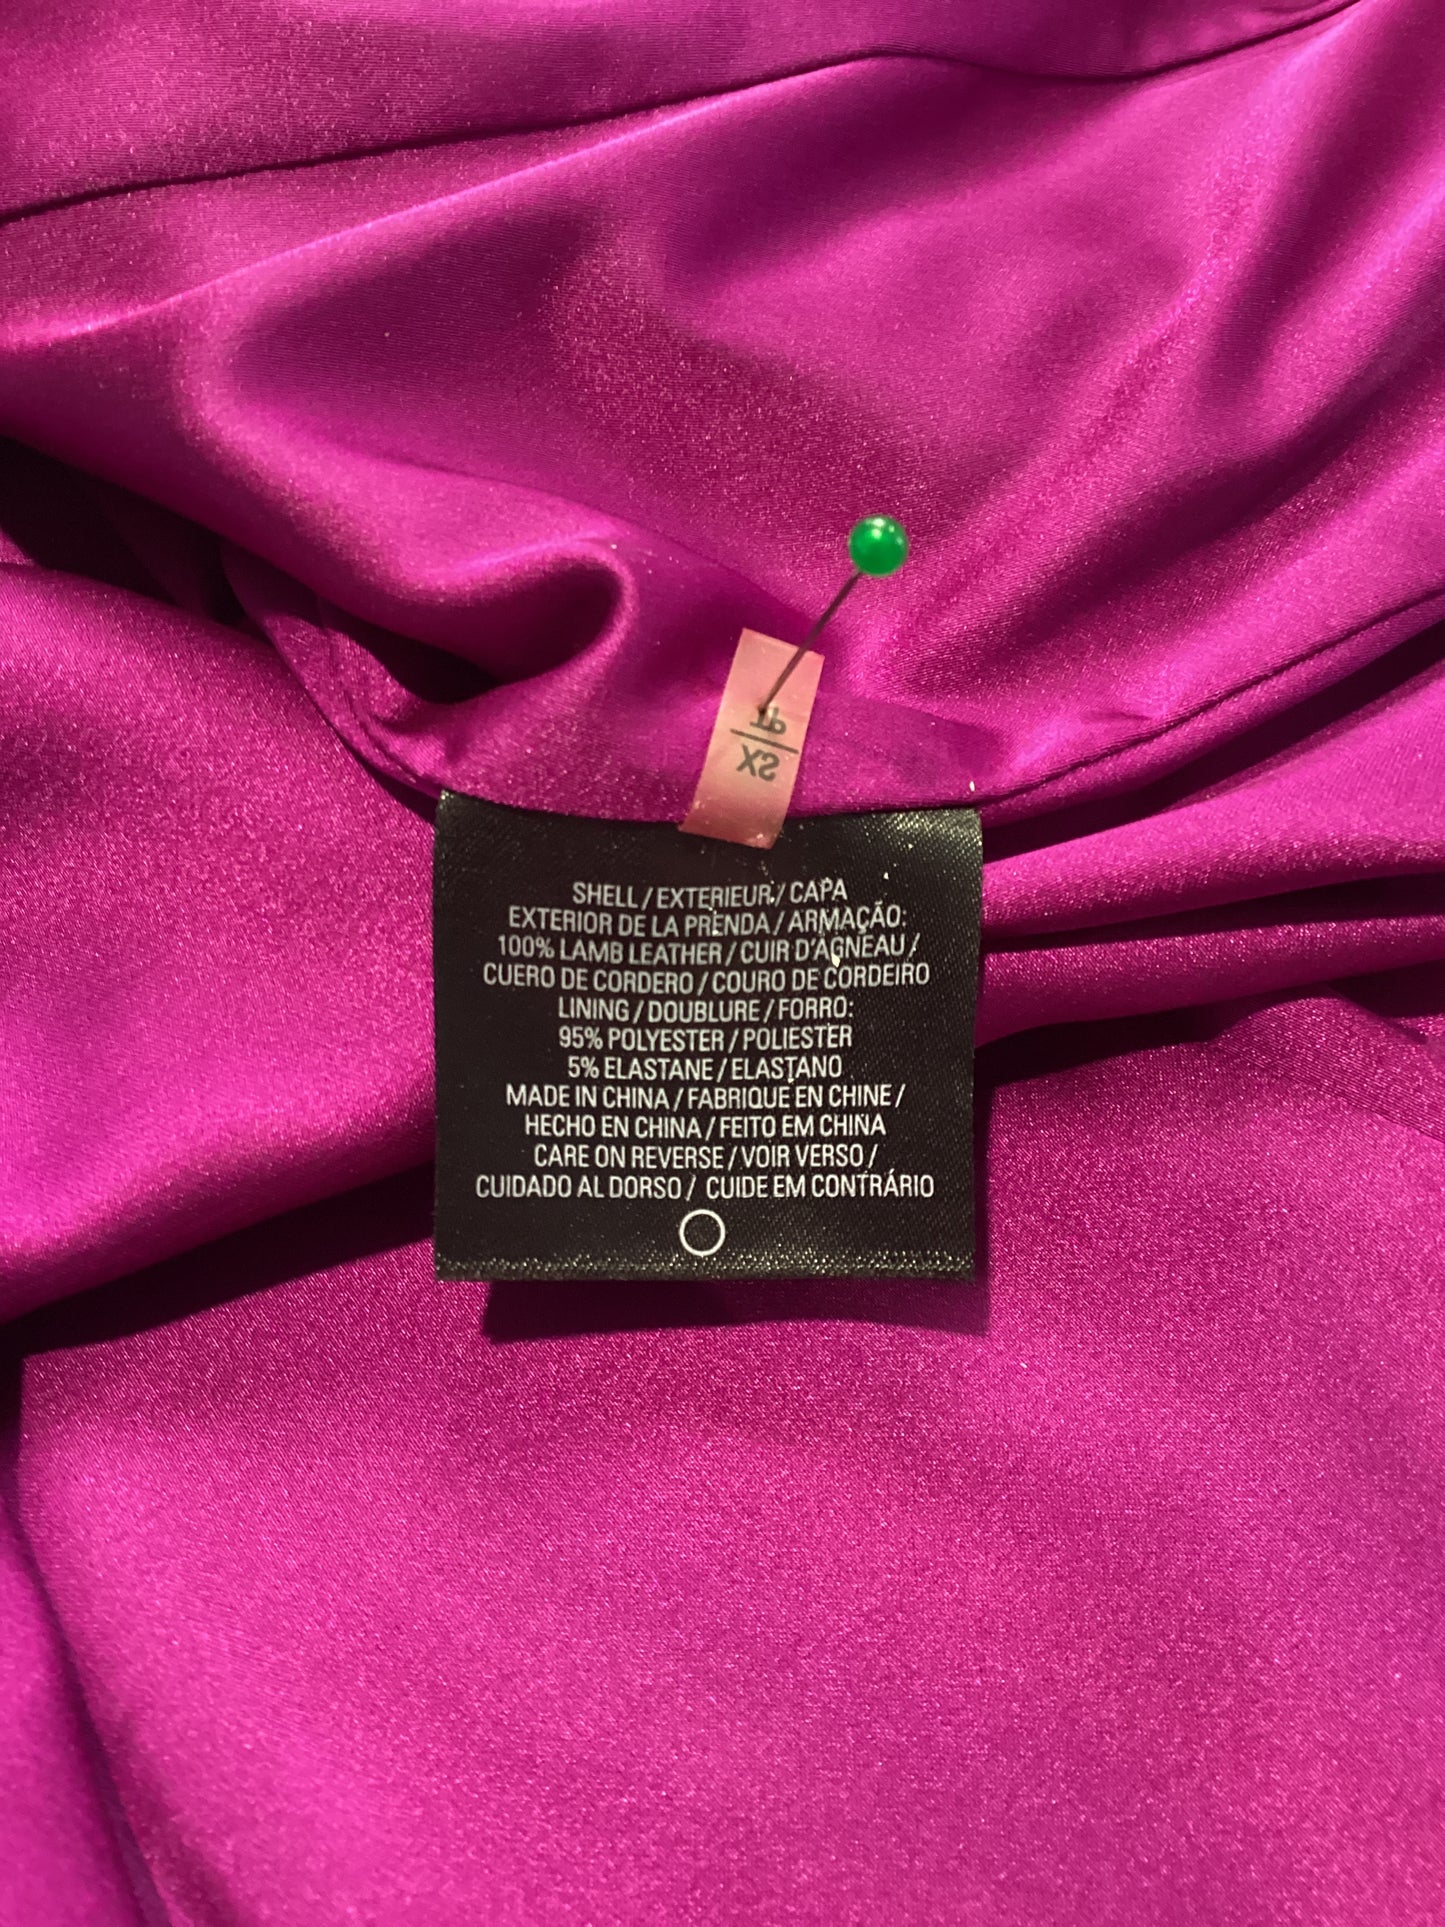 XS
SHELL / EXTERIEUR / CAPA
EXTERIOR DE LA PRENDA / ARMAÇÃO:
100% LAMB LEATHER / CUIR D'AGNEAU /
CUERO DE CORDERO / COURO DE CORDEIRO
LINING / DOUBLURE / FORRO:
95% POLYESTER / POLIESTER
5% ELASTANE / ELASTANO
MADE IN CHINA / FABRIQUÉ EN CHINE /
HECHO EN CHINA / FEITO EM CHINA
CARE ON REVERSE / VOIR VERSO /
CUIDADO AL DORSO / CUIDE EM CONTRÁRIO